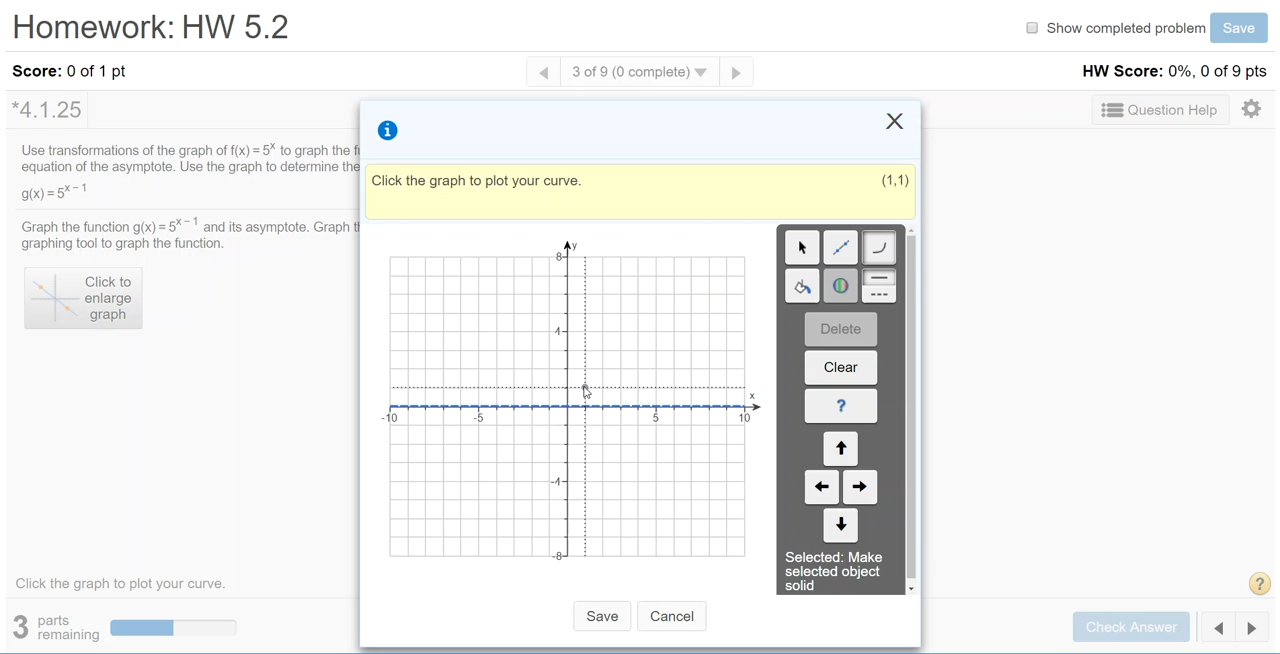 Homework: HW 5.2
Show completed problem
Save
Score: 0 of 1 pt
3 of 9 (0 complete)
HW Score: 0%, 0 of 9 pts
*4.1.25
Question Help
Use transformations of the graph of f(x) = 5^x to graph the f
equation of the asymptote. Use the graph to determine the
g(x) = 5^{x − 1}
Graph the function g(x) = 5^{x − 1} and its asymptote. Graph t
graphing tool to graph the function.
Click to
enlarge
graph
Click the graph to plot your curve.
(1,1)
y
8
4
x
-10
-5
5
10
-4
-8
Delete
Clear
?
Selected: Make
selected object
solid
Save
Cancel
Click the graph to plot your curve.
?
3 parts
remaining
Check Answer